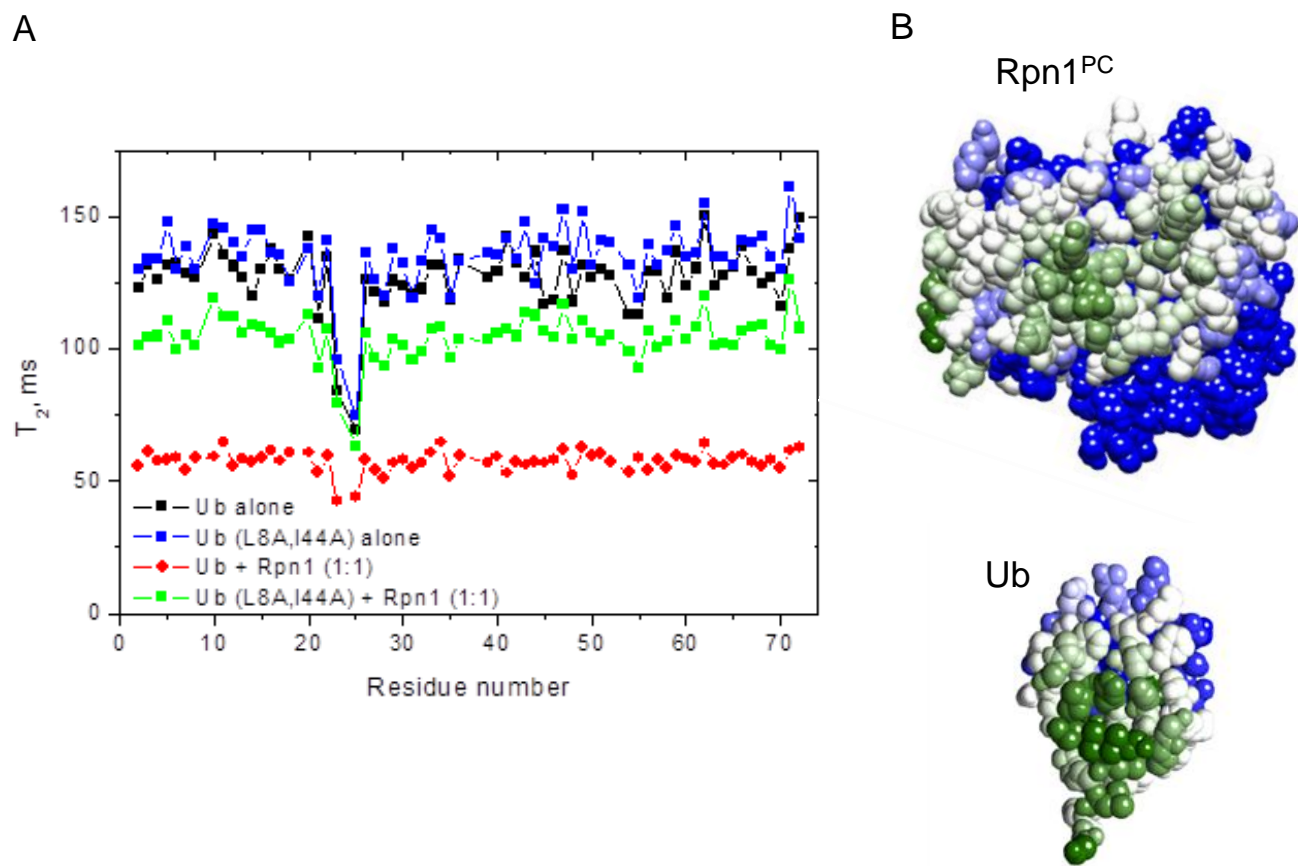 A
B
Rpn1PC
150
100
50
0
T2, ms
Ub alone
Ub (L8A,I44A) alone
Ub + Rpn1 (1:1)
Ub (L8A,I44A) + Rpn1 (1:1)
0 10 20 30 40 50 60 70
Residue number
Ub